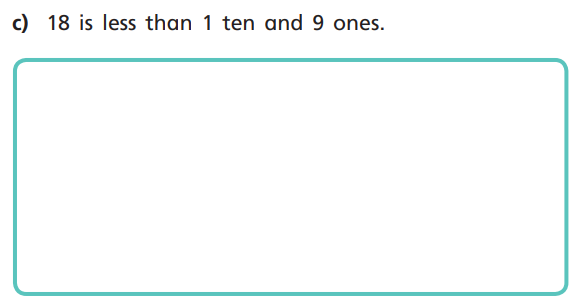 c) 18 is less than 1 ten and 9 ones.